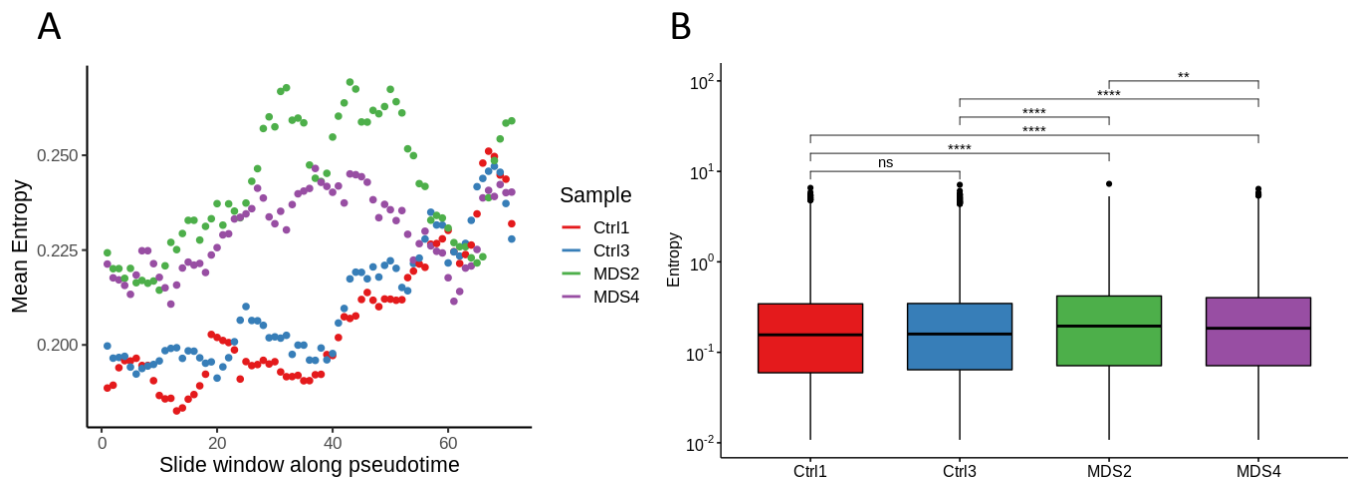 A
Mean Entropy
0.250
0.225
0.200
0
20
40
60
Slide window along pseudotime
Sample
Ctrl1
Ctrl3
MDS2
MDS4
B
Entropy
10²
10¹
10⁰
10⁻¹
10⁻²
**
****
****
****
****
ns
Ctrl1
Ctrl3
MDS2
MDS4